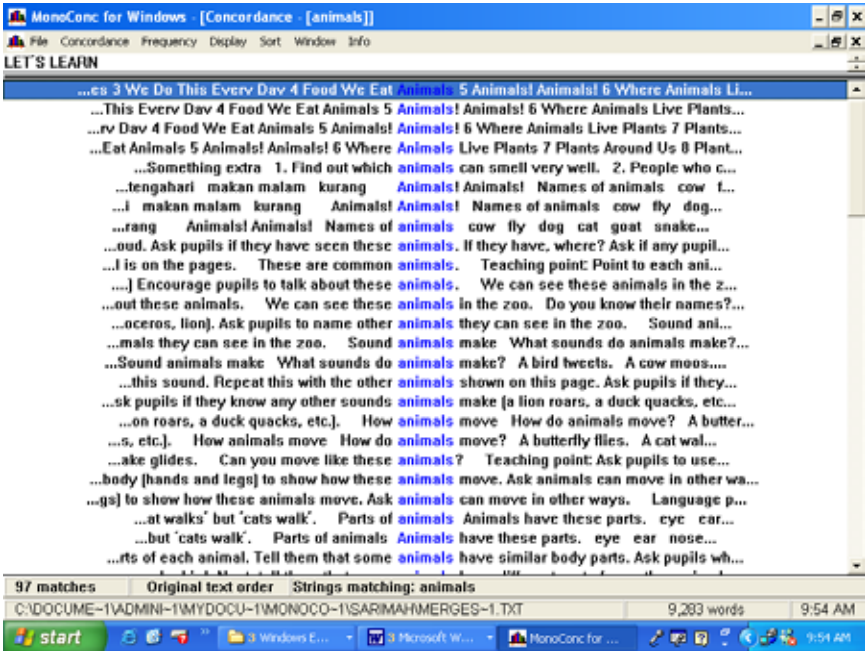 MonoConc for Windows - [Concordance - [animals]]
File Concordance Frequency Display Sort Window Info
LET'S LEARN
...es 3 We Do This Every Day 4 Food We Eat Animals 5 Animals! Animals! 6 Where Animals Li...
...This Every Day 4 Food We Eat Animals 5 Animals! Animals! 6 Where Animals Live Plants...
...ry Day 4 Food We Eat Animals 5 Animals! Animals! 6 Where Animals Live Plants 7 Plants...
...Eat Animals 5 Animals! Animals! 6 Where Animals Live Plants 7 Plants Around Us 8 Plant...
...Something extra 1. Find out which animals can smell very well. 2. People who c...
...tengahari makan malam kurang Animals! Animals! Names of animals cow f...
...i makan malam kurang Animals! Animals! Names of animals cow fly dog...
...rang Animals! Animals! Names of animals cow fly dog cat goat snake...
...oud. Ask pupils if they have seen these animals. If they have, where? Ask if any pupil...
...l is on the pages. These are common animals. Teaching point: Point to each ani...
....) Encourage pupils to talk about these animals. We can see these animals in the z...
...out these animals. We can see these animals in the zoo. Do you know their names?...
...oceros, lion). Ask pupils to name other animals they can see in the zoo. Sound ani...
...mals they can see in the zoo. Sound animals make What sounds do animals make?...
...Sound animals make What sounds do animals make? A bird tweets. A cow moos....
...this sound. Repeat this with the other animals shown on this page. Ask pupils if they...
...sk pupils if they know any other sounds animals make (a lion roars, a duck quacks, etc...
...on roars, a duck quacks, etc.). How animals move How do animals move? A butter...
...s, etc.). How animals move How do animals move? A butterfly flies. A cat wal...
...ake glides. Can you move like these animals? Teaching point: Ask pupils to use...
...body (hands and legs) to show how these animals move. Ask animals can move in other wa...
...gs) to show how these animals move. Ask animals can move in other ways. Language p...
...at walks' but 'cats walk'. Parts of animals Animals have these parts. eye ear...
...but 'cats walk'. Parts of animals Animals have these parts. eye ear nose...
...rts of each animal. Tell them that some animals have similar body parts. Ask pupils wh...
97 matches Original text order Strings matching: animals
C:\DOCUME~1\ADMINI~1\MYDOCU~1\MONOCO~1\SARIMAH\MERGES~1.TXT 9,283 words 9:54 AM
start 3 Windows E... 3 Microsoft W... MonoConc for ... 9:54 AM